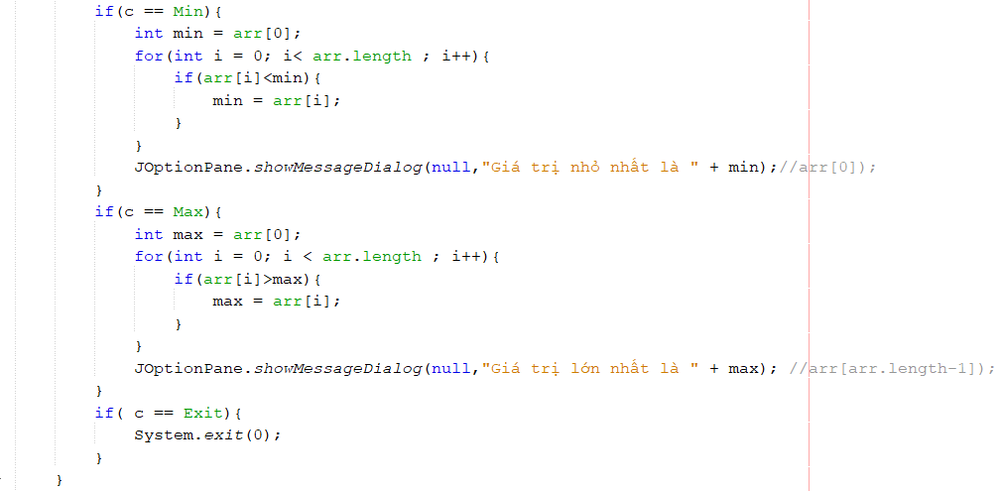 if(c == Min){
int min = arr[0];
for(int i = 0; i< arr.length ; i++){
if(arr[i]<min){
min = arr[i];
}
}
JOptionPane.showMessageDialog(null,"Giá trị nhỏ nhất là " + min);//arr[0]);
}
if(c == Max){
int max = arr[0];
for(int i = 0; i < arr.length ; i++){
if(arr[i]>max){
max = arr[i];
}
}
JOptionPane.showMessageDialog(null,"Giá trị lớn nhất là " + max); //arr[arr.length-1]);
}
if( c == Exit){
System.exit(0);
}
}